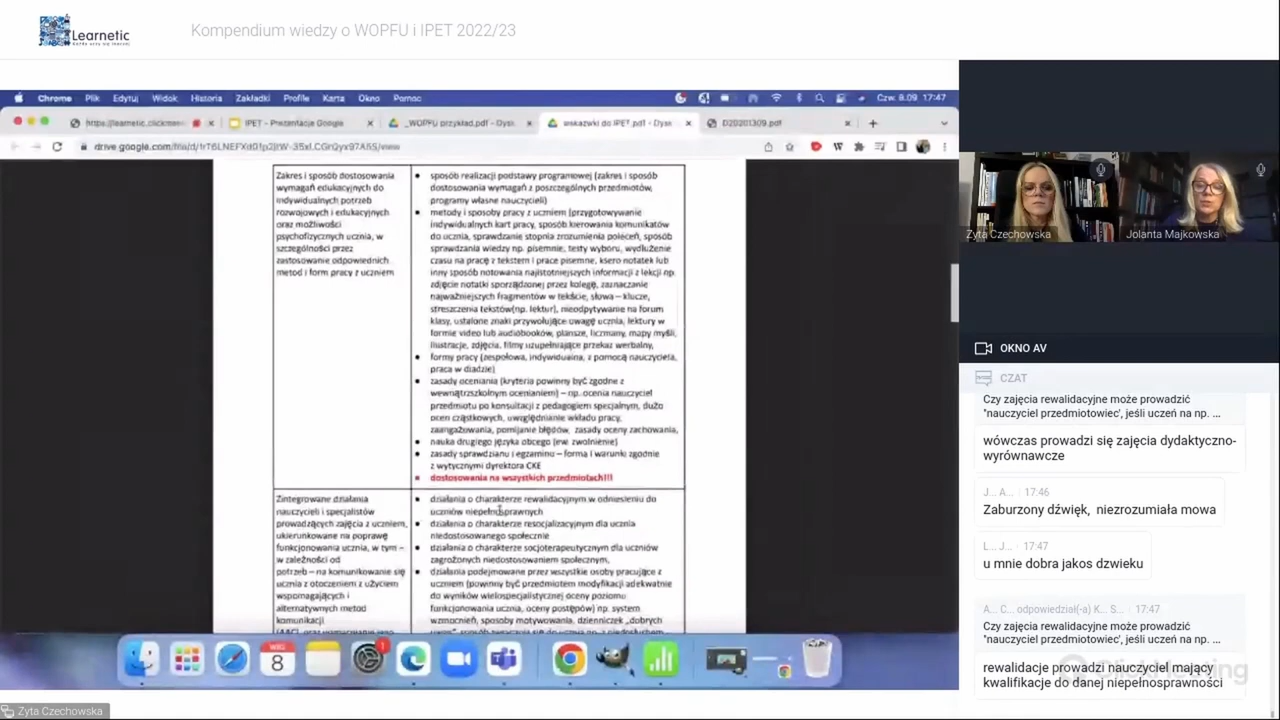 Learnetic
Kompendium wiedzy o WOPFU i IPET 2022/23
Chrome Plik Edytuj Widok Historia Zakładki Profile Karta Okno Pomoc
Czw. 8.09. 17:47
IPET - Prezentacje Google
_WOPFU przykład.pdf - Dys
wskazówki do IPET.pdf - Dys
D20201309.pdf
Zakres i sposób dostosowania
wymagań edukacyjnych do
indywidualnych potrzeb
rozwojowych i edukacyjnych
oraz możliwości
psychofizycznych ucznia, w
szczególności przez
zastosowanie odpowiednich
metod i form pracy z uczniem
sposób realizacji podstawy programowej (zakres i sposób
dostosowania wymagań z poszczególnych przedmiotów,
programy własne nauczycieli)
metody i sposoby pracy z uczniem (przygotowywanie
indywidualnych kart pracy, sposób kierowania komunikatów
do ucznia, sprawdzanie stopnia zrozumienia poleceń, sposób
sprawdzania wiedzy np. pisemnie, testy wyboru, wydłużenie
czasu na pracę z tekstem i prace pisemne, ksero notatek lub
inny sposób notowania najistotniejszych informacji z lekcji np.
zdjęcie notatki sporządzonej przez kolegę, zaznaczanie
najważniejszych fragmentów w tekście, słowa – klucze,
streszczenia tekstów(np. lektur), nieodpytywanie na forum
klasy, ustalone znaki przywołujące uwagę ucznia, lektury w
formie video lub audiobooków, plansze, liczmany, mapy myśli,
ilustracje, zdjęcia, filmy uzupełniające przekaz werbalny,
formy pracy (zespołowa, indywidualna, z pomocą nauczyciela,
praca w diadzie)
zasady oceniania (kryteria powinny być zgodne z
wewnątrzszkolnym ocenianiem) – np. ocena nauczyciel
przedmiotu po konsultacji z pedagogiem specjalnym, dużo
ocen cząstkowych, uwzględnianie wkładu pracy,
zaangażowania, pomijanie błędów, zasady oceny zachowania,
nauka drugiego języka obcego (ew. zwolnienie)
zasady sprawdzianu i egzaminu – forma i warunki zgodnie
z wytycznymi dyrektora CKE
dostosowania na wszystkich przedmiotach!!!
Zintegrowane działania
nauczycieli i specjalistów
prowadzących zajęcia z uczniem,
ukierunkowane na poprawę
funkcjonowania ucznia, w tym –
w zależności od
potrzeb – na komunikowanie się
ucznia z otoczeniem z użyciem
wspomagających i
alternatywnych metod
komunikacji
działania o charakterze rewalidacyjnym w odniesieniu do
uczniów niepełnosprawnych
działania o charakterze resocjalizacyjnym dla ucznia
niedostosowanego społecznie
działania o charakterze socjoterapeutycznym dla uczniów
zagrożonych niedostosowaniem społecznym,
działania podejmowane przez wszystkie osoby pracujące z
uczniem (powinny być przedmiotem modyfikacji adekwatnie
do wyników wielospecjalistycznej oceny poziomu
funkcjonowania ucznia, oceny postępów) np. system
wzmocnień, sposoby motywowania, dzienniczek „dobrych
Zyta Czechowska
Jolanta Majkowska
OKNO AV
CZAT
Czy zajęcia rewalidacyjne może prowadzić
"nauczyciel przedmiotowiec', jeśli uczeń na np. ...
wówczas prowadzi się zajęcia dydaktyczno-
wyrównawcze
J... A... 17:46
Zaburzony dźwięk, niezrozumiała mowa
L... J... 17:47
u mnie dobra jakos dzwieku
A... C... odpowiedział(-a) K... S... 17:47
Czy zajęcia rewalidacyjne może prowadzić
"nauczyciel przedmiotowiec', jeśli uczeń na np. ...
rewalidacje prowadzi nauczyciel mający
kwalifikacje do danej niepełnosprawności
ClickMeeting
Zyta Czechowska